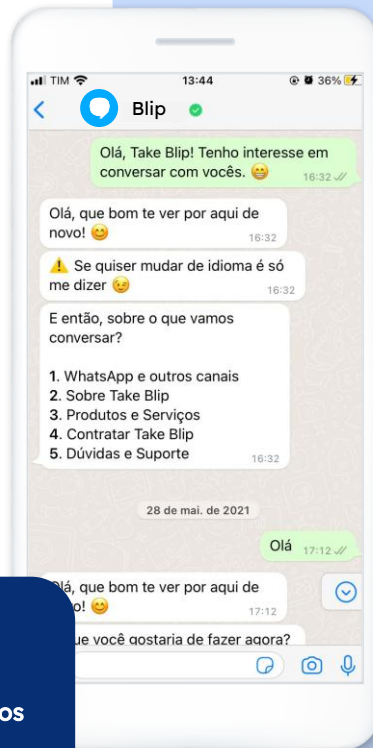 TIM 13:44 36%
Blip
Olá, Take Blip! Tenho interesse em
conversar com vocês. 😁 16:32
Olá, que bom te ver por aqui de
novo! 😊 16:32
⚠️ Se quiser mudar de idioma é só
me dizer 😉 16:32
E então, sobre o que vamos
conversar?
1. WhatsApp e outros canais
2. Sobre Take Blip
3. Produtos e Serviços
4. Contratar Take Blip
5. Dúvidas e Suporte 16:32
28 de mai. de 2021
Olá 17:12
lá, que bom te ver por aqui de
o! 😊 17:12
ue você gostaria de fazer agora?
os